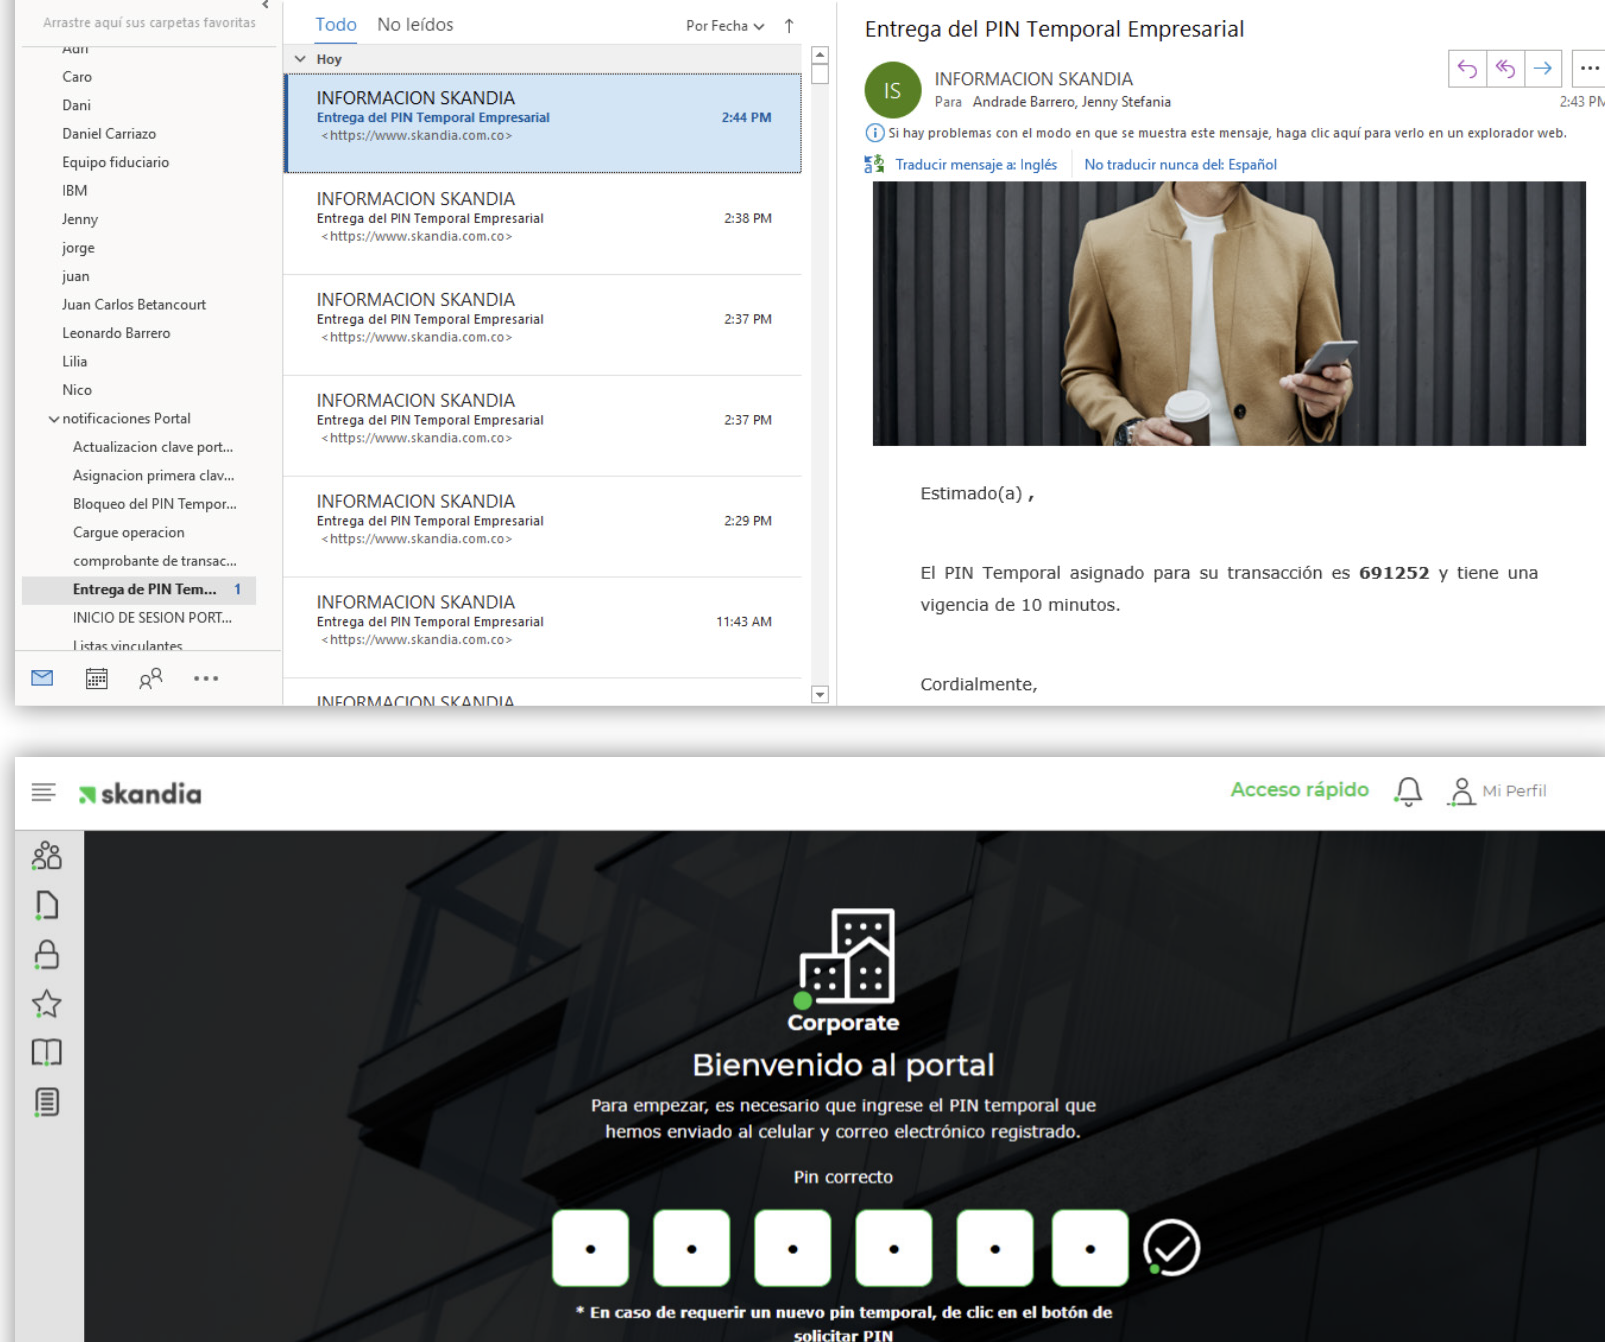 Arrastre aquí sus carpetas favoritas
Adri
Caro
Dani
Daniel Carriazo
Equipo fiduciario
IBM
Jenny
jorge
juan
Juan Carlos Betancourt
Leonardo Barrero
Lilia
Nico
notificaciones Portal
Actualizacion clave port...
Asignacion primera clav...
Bloqueo del PIN Tempor...
Cargue operacion
comprobante de transac...
Entrega de PIN Tem... 1
INICIO DE SESION PORT...
Listas vinculantes
Todo No leídos Por Fecha
Hoy
INFORMACION SKANDIA
Entrega del PIN Temporal Empresarial 2:44 PM
<https://www.skandia.com.co>
INFORMACION SKANDIA
Entrega del PIN Temporal Empresarial 2:38 PM
<https://www.skandia.com.co>
INFORMACION SKANDIA
Entrega del PIN Temporal Empresarial 2:37 PM
<https://www.skandia.com.co>
INFORMACION SKANDIA
Entrega del PIN Temporal Empresarial 2:37 PM
<https://www.skandia.com.co>
INFORMACION SKANDIA
Entrega del PIN Temporal Empresarial 2:29 PM
<https://www.skandia.com.co>
INFORMACION SKANDIA
Entrega del PIN Temporal Empresarial 11:43 AM
<https://www.skandia.com.co>
INFORMACION SKANDIA
Entrega del PIN Temporal Empresarial
IS
INFORMACION SKANDIA
Para Andrade Barrero, Jenny Stefania 2:43 PM
Si hay problemas con el modo en que se muestra este mensaje, haga clic aquí para verlo en un explorador web.
Traducir mensaje a: Inglés No traducir nunca del: Español
Estimado(a) ,
El PIN Temporal asignado para su transacción es 691252 y tiene una
vigencia de 10 minutos.
Cordialmente,
skandia
Acceso rápido Mi Perfil
Corporate
Bienvenido al portal
Para empezar, es necesario que ingrese el PIN temporal que
hemos enviado al celular y correo electrónico registrado.
Pin correcto
* En caso de requerir un nuevo pin temporal, de clic en el botón de
solicitar PIN